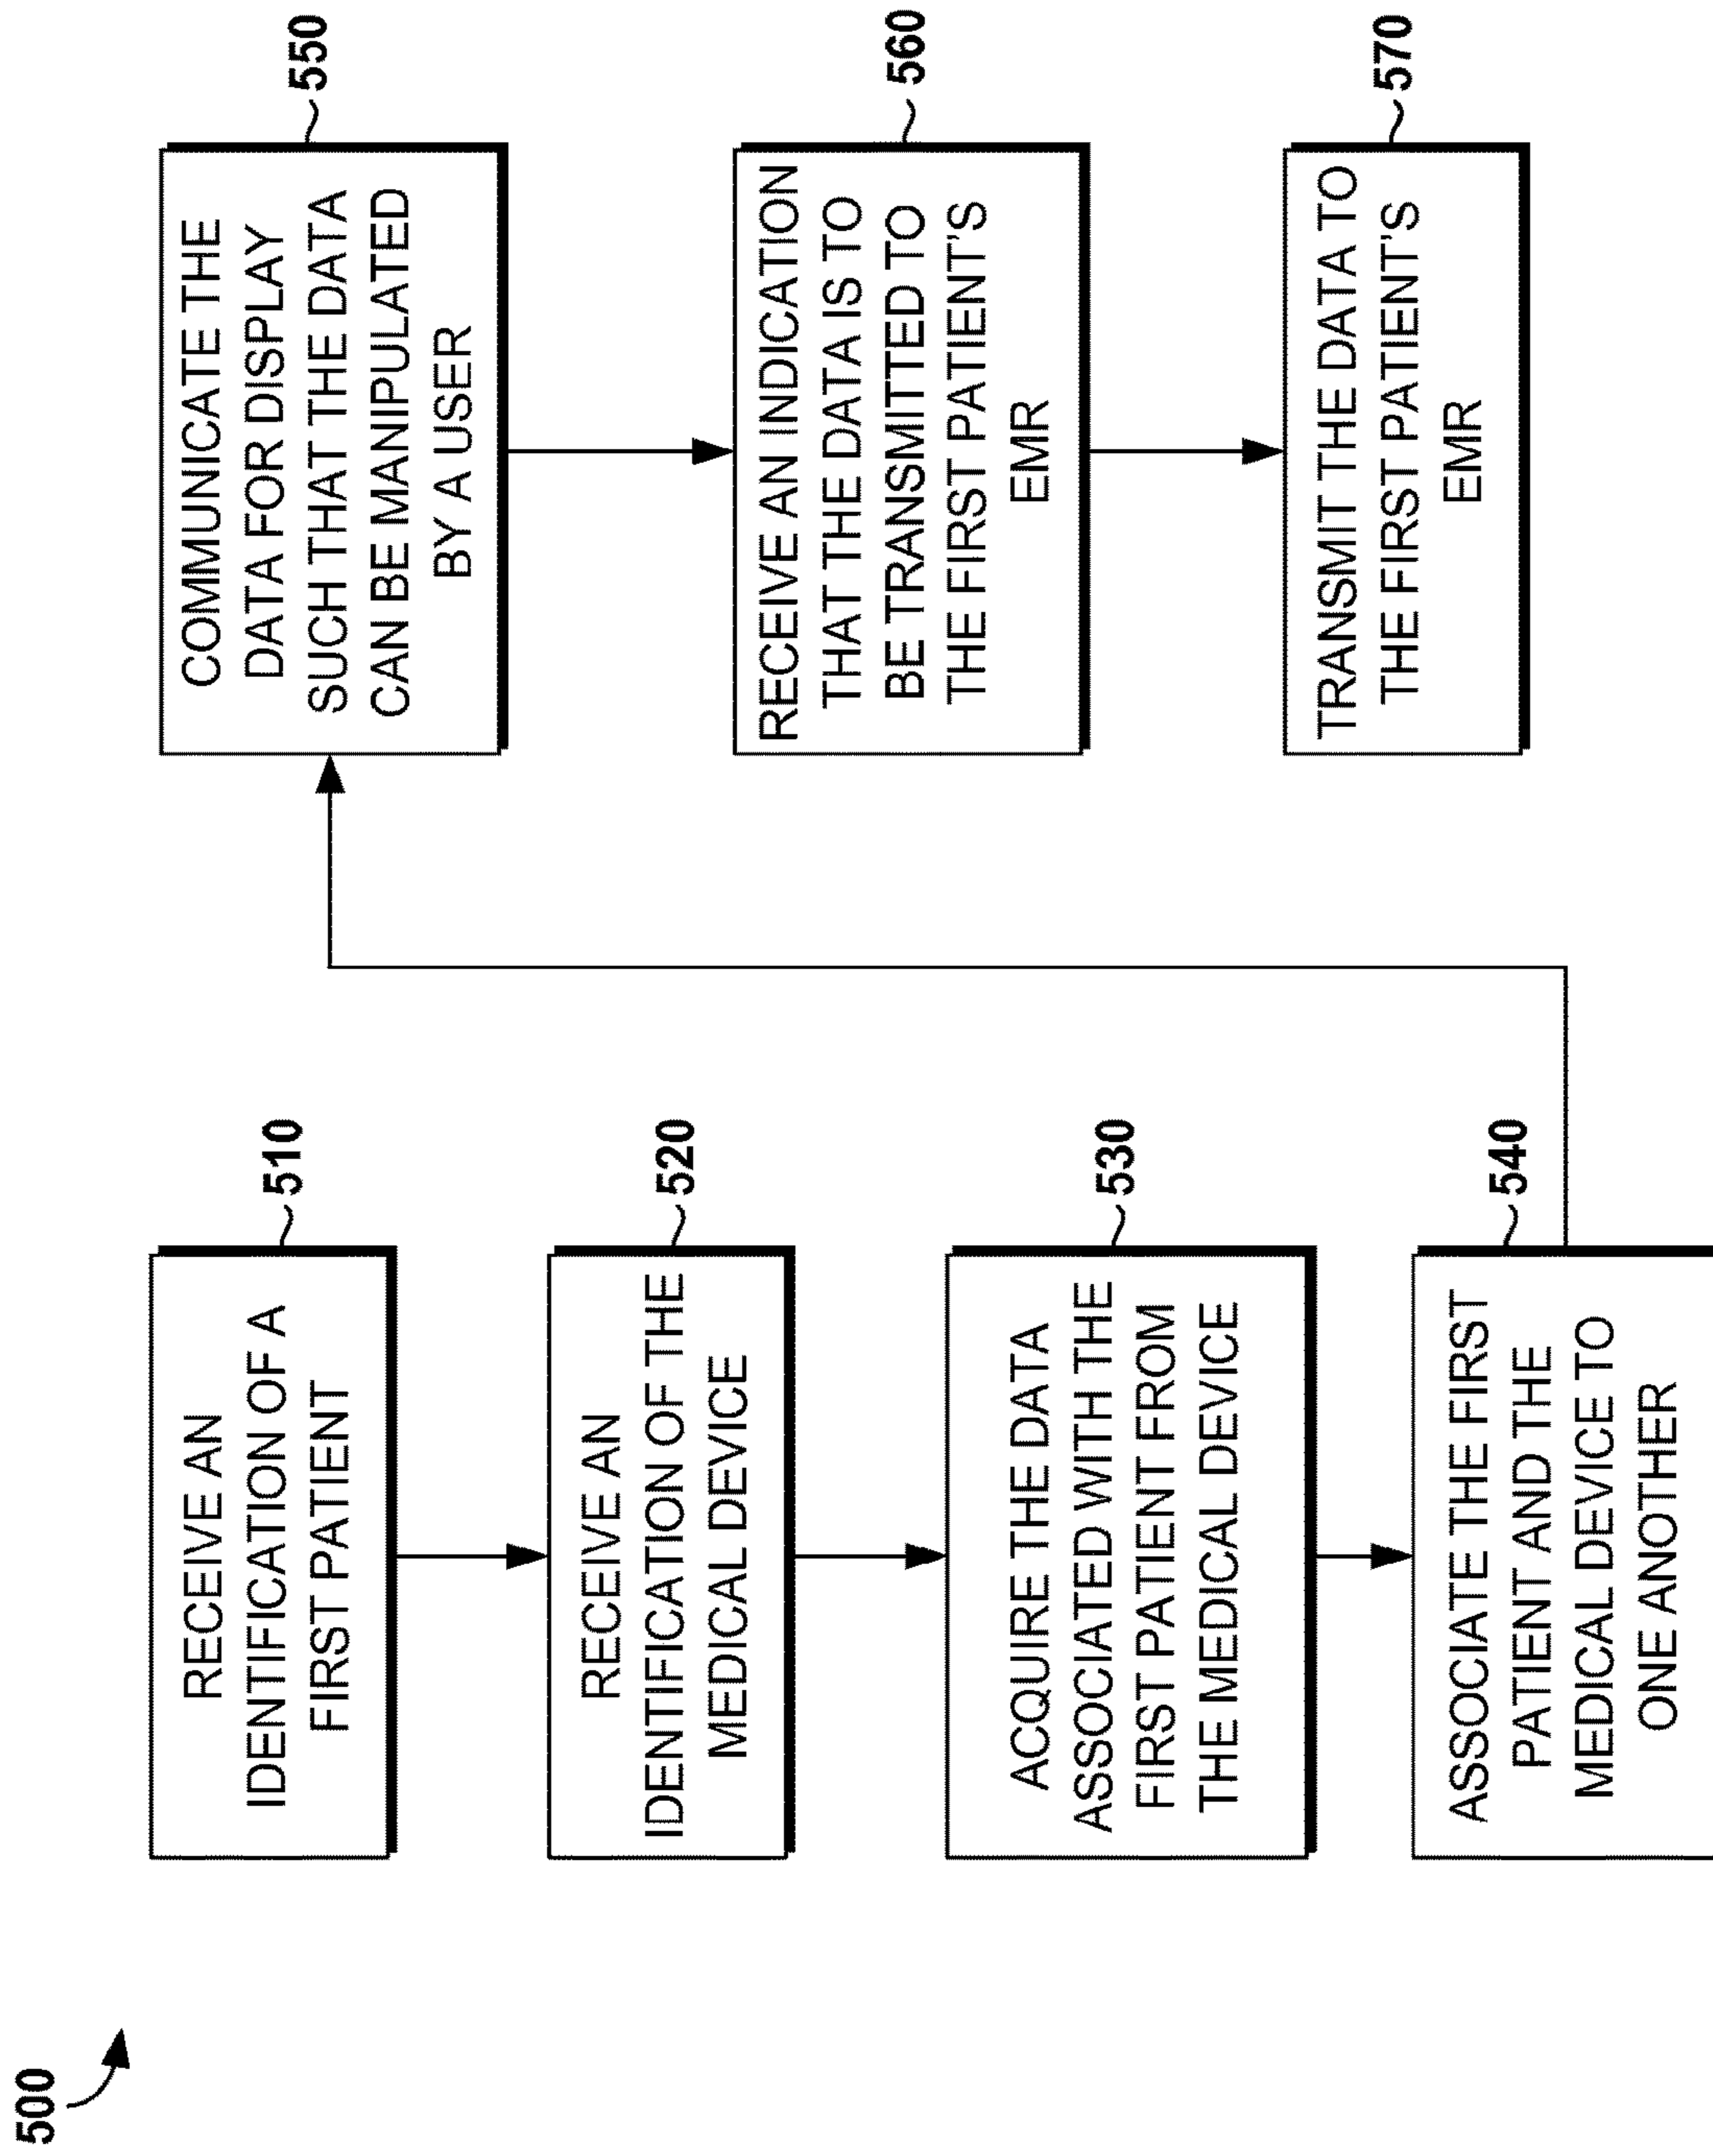 500
RECEIVE AN
IDENTIFICATION OF A
FIRST PATIENT
510
RECEIVE AN
IDENTIFICATION OF THE
MEDICAL DEVICE
520
ACQUIRE THE DATA
ASSOCIATED WITH THE
FIRST PATIENT FROM
THE MEDICAL DEVICE
530
ASSOCIATE THE FIRST
PATIENT AND THE
MEDICAL DEVICE TO
ONE ANOTHER
540
COMMUNICATE THE
DATA FOR DISPLAY
SUCH THAT THE DATA
CAN BE MANIPULATED
BY A USER
550
RECEIVE AN INDICATION
THAT THE DATA IS TO
BE TRANSMITTED TO
THE FIRST PATIENT'S
EMR
560
TRANSMIT THE DATA TO
THE FIRST PATIENT'S
EMR
570